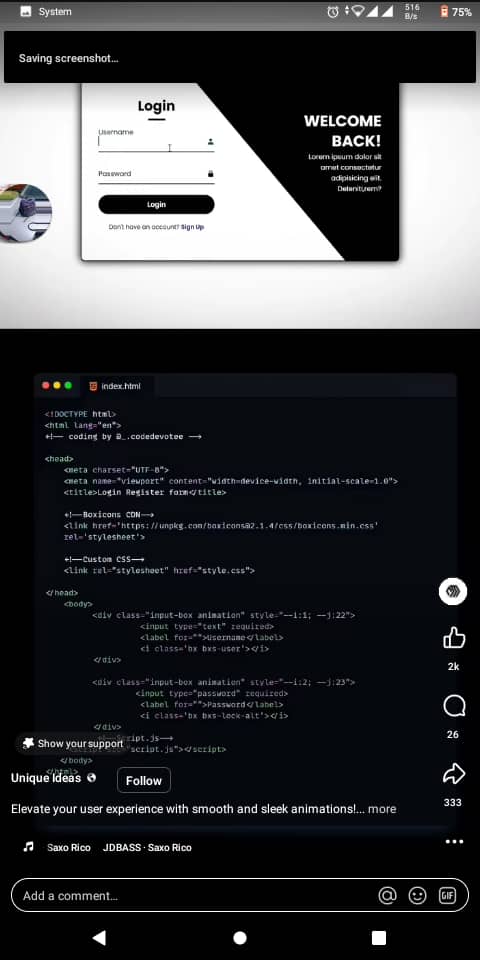 System
516
B/s
75%
Saving screenshot...
Login
Username
Password
Login
Don't have an account? Sign Up
WELCOME
BACK!
Lorem ipsum dolor sit
amet consectetur
adipisicing elit.
Deleniti,rem?
index.html
<!DOCTYPE html>
<html lang="en">
<!-- coding by @_.codedevotee -->
<head>
<meta charset="UTF-8">
<meta name="viewport" content="width=device-width, initial-scale=1.0">
<title>Login Register form</title>
<!--Boxicons CDN-->
<link href='https://unpkg.com/boxicons@2.1.4/css/boxicons.min.css'
rel='stylesheet'>
<!--Custom CSS-->
<link rel="stylesheet" href="style.css">
</head>
<body>
<div class="input-box animation" style="--i:1; --j:22">
<input type="text" required>
<label for="">Username</label>
<i class='bx bxs-user'></i>
</div>
<div class="input-box animation" style="--i:2; --j:23">
<input type="password" required>
<label for="">Password</label>
<i class='bx bxs-lock-alt'></i>
</div>
<!--Script.js-->
script.js"></script>
</body>
</html>
Show your support
Unique Ideas
Follow
Elevate your user experience with smooth and sleek animations!... more
2k
26
333
Saxo Rico JDBASS · Saxo Rico
Add a comment...
GIF